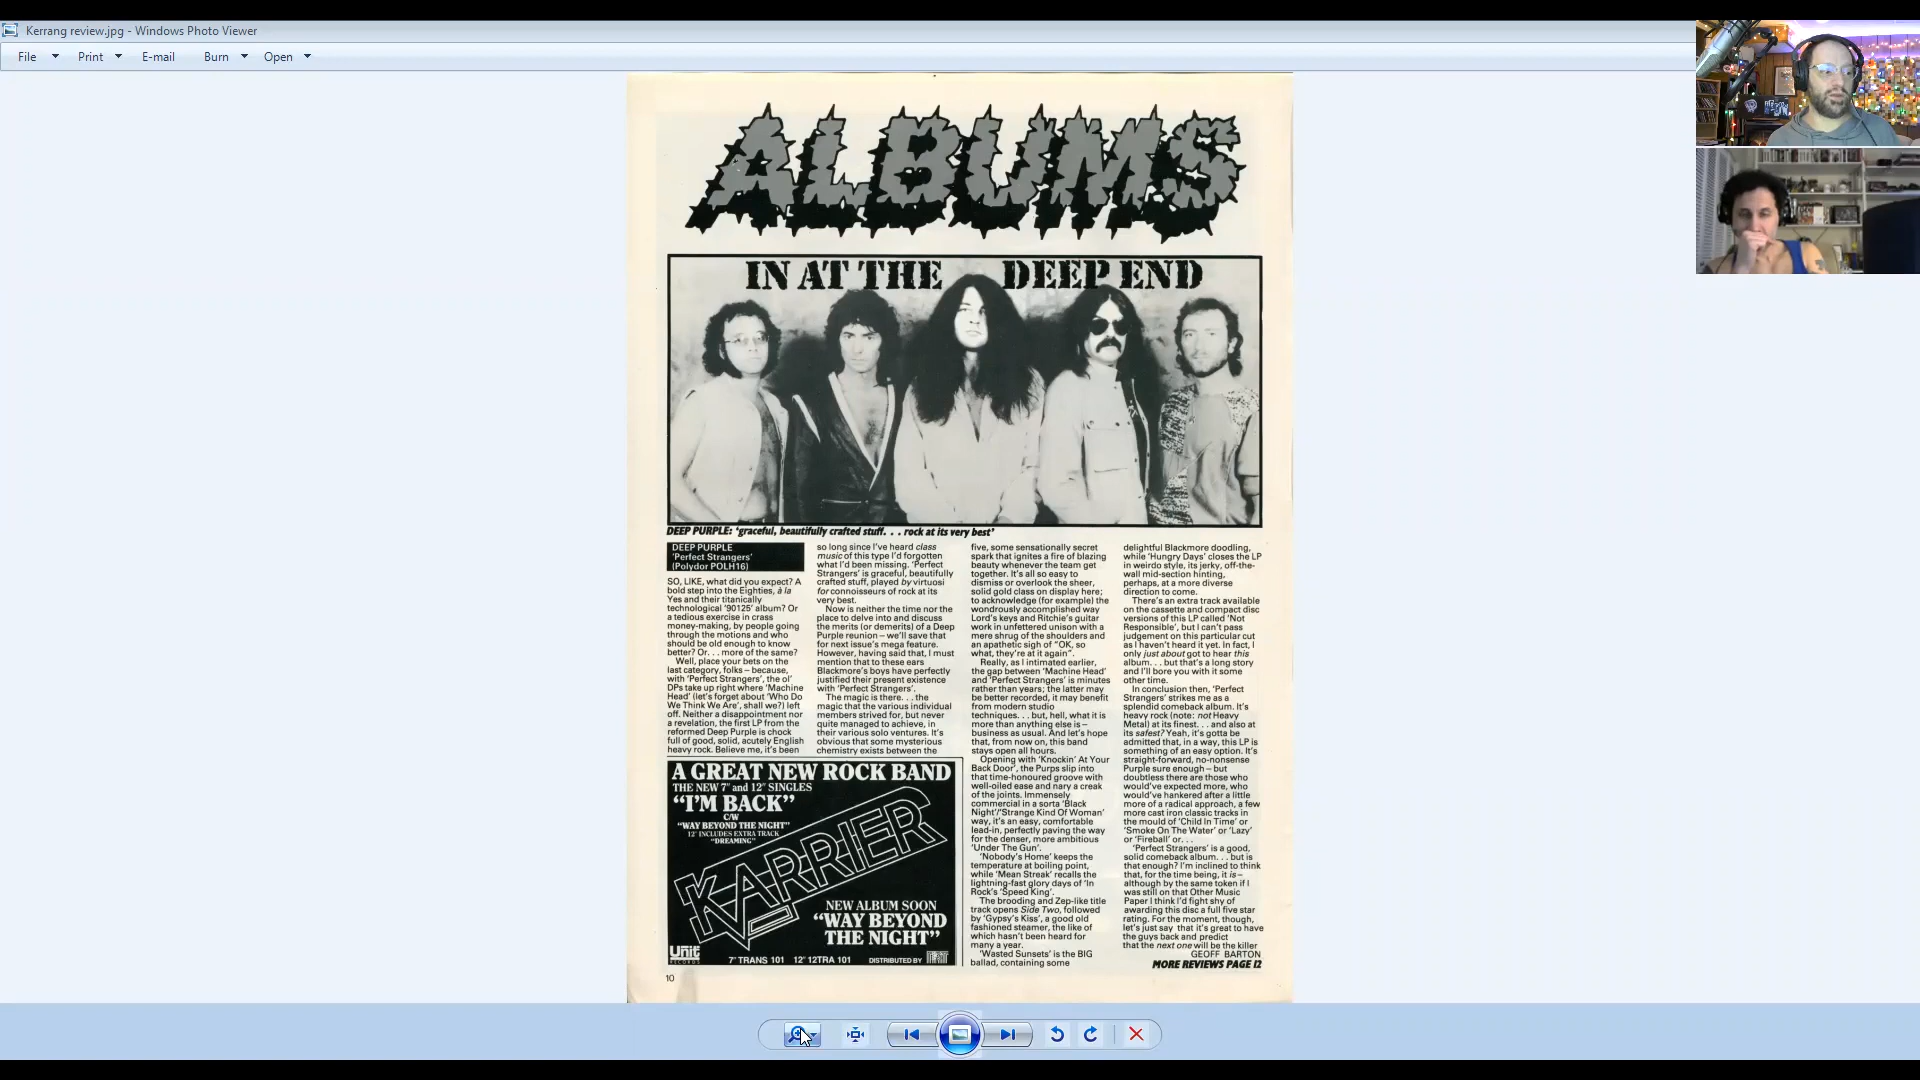 Kerrang review.jpg - Windows Photo Viewer
File
Print
E-mail
Burn
Open
ALBUMS
IN AT THE DEEP END
DEEP PURPLE: 'graceful, beautifully crafted stuff. . . rock at its very best'
DEEP PURPLE
'Perfect Strangers'
(Polydor POLH16)
SO, LIKE, what did you expect? A
bold step into the Eighties, à la
Yes and their titanically
technological '90125' album? Or
a tedious exercise in crass
money-making, by people going
through the motions and who
should be old enough to know
better? Or. . . more of the same?
Well, place your bets on the
last category, folks – because,
with 'Perfect Strangers', the ol'
DPs take up right where 'Machine
Head' (let's forget about 'Who Do
We Think We Are', shall we?) left
off. Neither a disappointment nor
a revelation, the first LP from the
reformed Deep Purple is chock
full of good, solid, acutely English
heavy rock. Believe me, it's been
so long since I've heard class
music of this type I'd forgotten
what I'd been missing. 'Perfect
Strangers' is graceful, beautifully
crafted stuff, played by virtuosi
for connoisseurs of rock at its
very best.
Now is neither the time nor the
place to delve into and discuss
the merits (or demerits) of a Deep
Purple reunion – we'll save that
for next issue's mega feature.
However, having said that, I must
mention that to these ears
Blackmore's boys have perfectly
justified their present existence
with 'Perfect Strangers'.
The magic is there. . . the
magic that the various individual
members strived for, but never
quite managed to achieve, in
their various solo ventures. It's
obvious that some mysterious
chemistry exists between the
five, some sensationally secret
spark that ignites a fire of blazing
beauty whenever the team get
together. It's all so easy to
dismiss or overlook the sheer,
solid gold class on display here;
to acknowledge (for example) the
wondrously accomplished way
Lord's keys and Ritchie's guitar
work in unfettered unison with a
mere shrug of the shoulders and
an apathetic sigh of "OK, so
what, they're at it again".
Really, as I intimated earlier,
the gap between 'Machine Head'
and 'Perfect Strangers' is minutes
rather than years; the latter may
be better recorded, it may benefit
from modern studio
techniques. . . but, hell, what it is
more than anything else is –
business as usual. And let's hope
that, from now on, this band
stays open all hours.
Opening with 'Knockin' At Your
Back Door', the Purps slip into
that time-honoured groove with
well-oiled ease and nary a creak
of the joints. Immensely
commercial in a sorta 'Black
Night'/'Strange Kind Of Woman'
way, it's an easy, comfortable
lead-in, perfectly paving the way
for the denser, more ambitious
'Under The Gun'.
'Nobody's Home' keeps the
temperature at boiling point,
while 'Mean Streak' recalls the
lightning-fast glory days of 'In
Rock's 'Speed King'.
The brooding and Zep-like title
track opens Side Two, followed
by 'Gypsy's Kiss', a good old
fashioned steamer, the like of
which hasn't been heard for
many a year.
'Wasted Sunsets' is the BIG
ballad, containing some
delightful Blackmore doodling,
while 'Hungry Days' closes the LP
in weirdo style, its jerky, off-the-
wall mid-section hinting,
perhaps, at a more diverse
direction to come.
There's an extra track available
on the cassette and compact disc
versions of this LP called 'Not
Responsible', but I can't pass
judgement on this particular cut
as I haven't heard it yet. In fact, I
only just about got to hear this
album. . . but that's a long story
and I'll bore you with it some
other time.
In conclusion then, 'Perfect
Strangers' strikes me as a
splendid comeback album. It's
heavy rock (note: not Heavy
Metal) at its finest. . . and also at
its safest? Yeah, it's gotta be
admitted that, in a way, this LP is
something of an easy option. It's
straight-forward, no-nonsense
Purple sure enough – but
doubtless there are those who
would've expected more, who
would've hankered after a little
more of a radical approach, a few
more cast iron classic tracks in
the mould of 'Child In Time' or
'Smoke On The Water' or 'Lazy'
or 'Fireball' or. . .
'Perfect Strangers' is a good,
solid comeback album. . . but is
that enough? I'm inclined to think
that, for the time being, it is –
although by the same token if I
was still on that Other Music
Paper I think I'd fight shy of
awarding this disc a full five star
rating. For the moment, though,
let's just say that it's great to have
the guys back and predict
that the next one will be the killer
GEOFF BARTON
MORE REVIEWS PAGE 12
A GREAT NEW ROCK BAND
THE NEW 7" and 12" SINGLES
"I'M BACK"
C/W
"WAY BEYOND THE NIGHT"
12" INCLUDES EXTRA TRACK
"DREAMING"
KARRIER
NEW ALBUM SOON
"WAY BEYOND
THE NIGHT"
Unit
RECORDS
7" TRANS 101 12" 12TRA 101 DISTRIBUTED BY
10